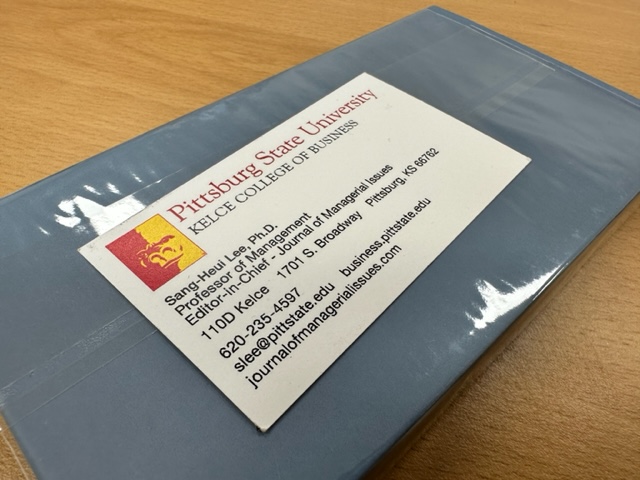 Pittsburg State University
KELCE COLLEGE OF BUSINESS
Sang-Heui Lee, Ph.D.
Professor of Management
Editor-in-Chief - Journal of Managerial Issues
110D Kelce 1701 S. Broadway Pittsburg, KS 66762
620-235-4597
slee@pittstate.edu business.pittstate.edu
journalofmanagerialissues.com